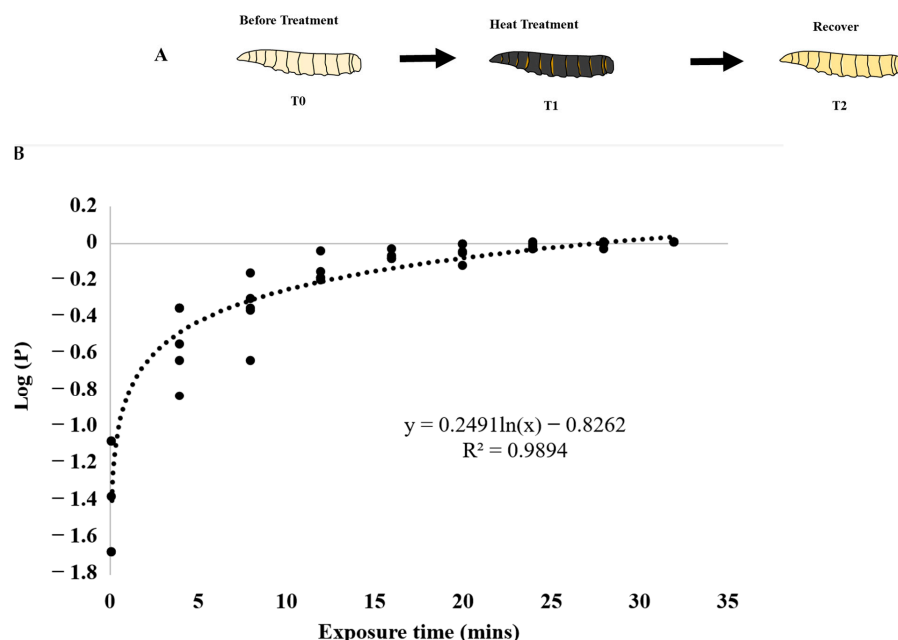 Before Treatment
Heat Treatment
Recover
A
T0
T1
T2
B
0.2
0
− 0.2
− 0.4
− 0.6
− 0.8
− 1.0
− 1.2
− 1.4
− 1.6
− 1.8
Log (P)
y = 0.2491ln(x) − 0.8262
R² = 0.9894
0 5 10 15 20 25 30 35
Exposure time (mins)